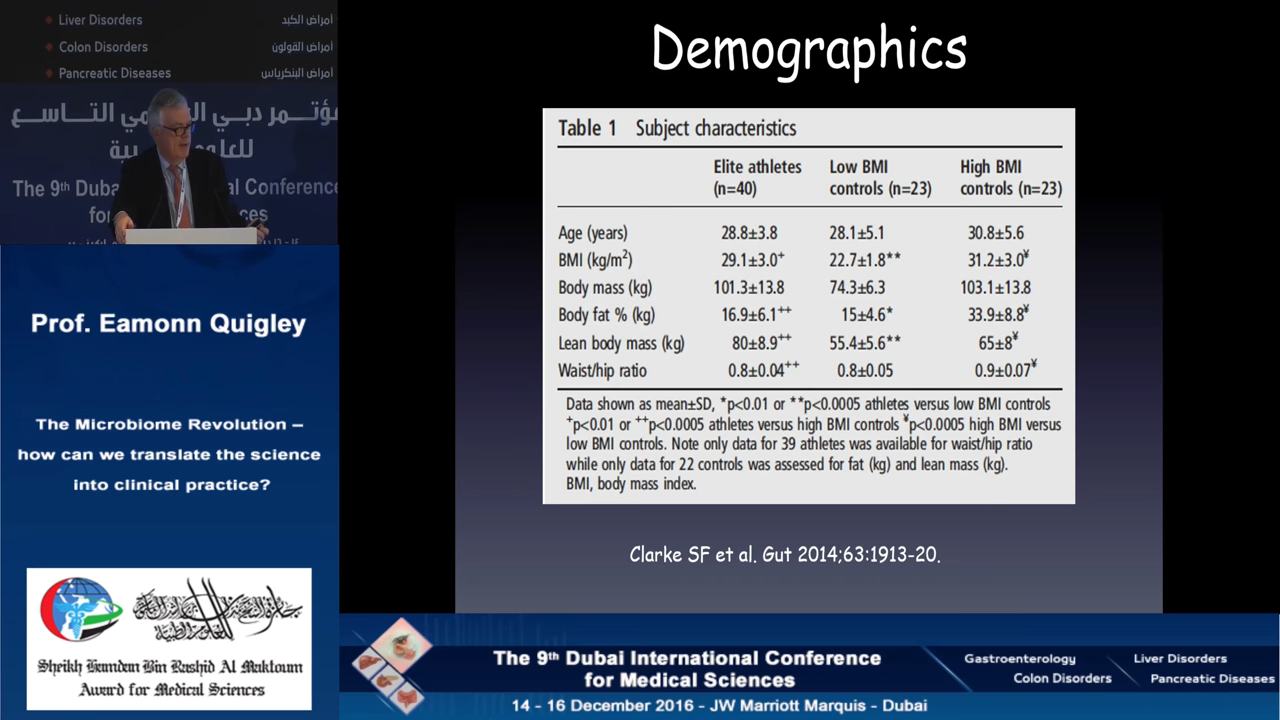 Liver Disorders أمراض الكبد
Colon Disorders أمراض القولون
Pancreatic Diseases أمراض البنكرياس
التـــاســـع
The 9th Conference
for
Prof. Eamonn Quigley
The Microbiome Revolution –
how can we translate the science
into clinical practice?
Sheikh Hamdan Bin Rashid Al Maktoum
Award for Medical Sciences
Demographics
Table 1 Subject characteristics
Elite athletes Low BMI High BMI
(n=40) controls (n=23) controls (n=23)
Age (years) 28.8±3.8 28.1±5.1 30.8±5.6
BMI (kg/m²) 29.1±3.0⁺ 22.7±1.8** 31.2±3.0¥
Body mass (kg) 101.3±13.8 74.3±6.3 103.1±13.8
Body fat % (kg) 16.9±6.1⁺⁺ 15±4.6* 33.9±8.8¥
Lean body mass (kg) 80±8.9⁺⁺ 55.4±5.6** 65±8¥
Waist/hip ratio 0.8±0.04⁺⁺ 0.8±0.05 0.9±0.07¥
Data shown as mean±SD, *p<0.01 or **p<0.0005 athletes versus low BMI controls
⁺p<0.01 or ⁺⁺p<0.0005 athletes versus high BMI controls ¥p<0.0005 high BMI versus
low BMI controls. Note only data for 39 athletes was available for waist/hip ratio
while only data for 22 controls was assessed for fat (kg) and lean mass (kg).
BMI, body mass index.
Clarke SF et al. Gut 2014;63:1913-20.
The 9th Dubai International Conference
for Medical Sciences
14 - 16 December 2016 - JW Marriott Marquis - Dubai
Gastroenterology Liver Disorders
Colon Disorders Pancreatic Diseases